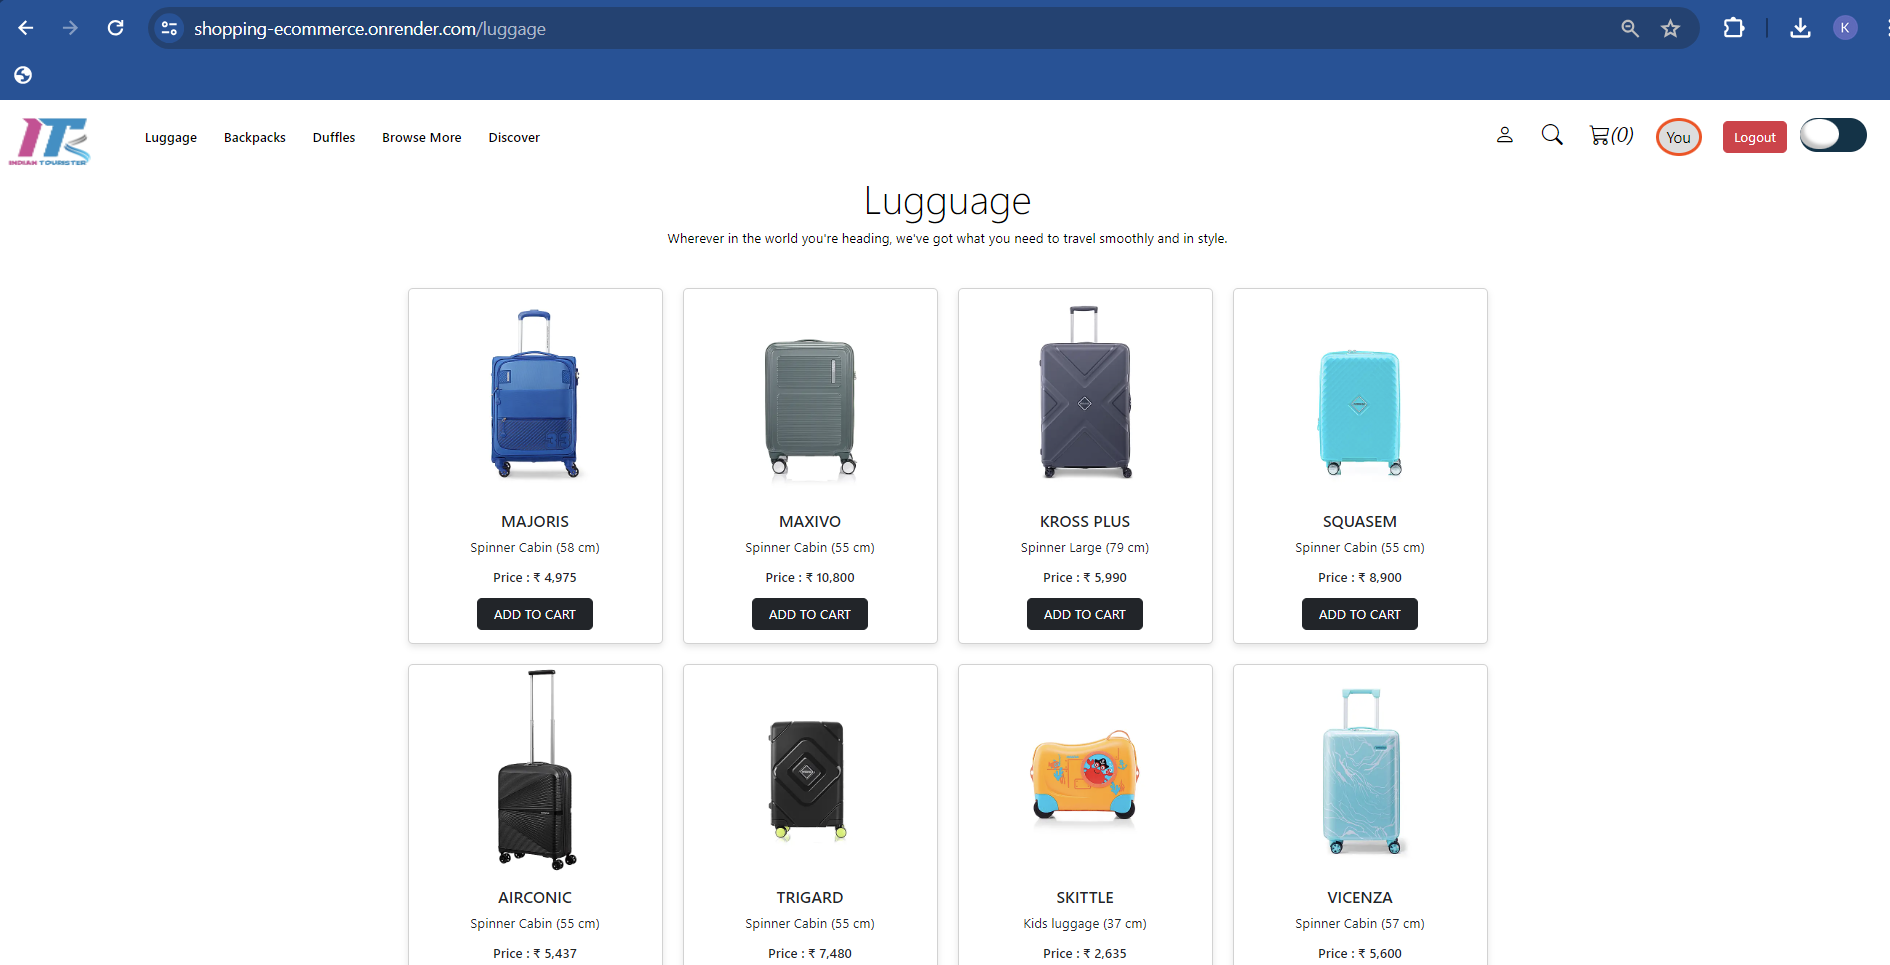 shopping-ecommerce.onrender.com/luggage
K
INDIAN TOURISTER
Luggage Backpacks Duffles Browse More Discover
(0) You Logout
Lugguage
Wherever in the world you're heading, we've got what you need to travel smoothly and in style.
MAJORIS
Spinner Cabin (58 cm)
Price : ₹ 4,975
ADD TO CART
MAXIVO
Spinner Cabin (55 cm)
Price : ₹ 10,800
ADD TO CART
KROSS PLUS
Spinner Large (79 cm)
Price : ₹ 5,990
ADD TO CART
SQUASEM
Spinner Cabin (55 cm)
Price : ₹ 8,900
ADD TO CART
AIRCONIC
Spinner Cabin (55 cm)
Price : ₹ 5,437
TRIGARD
Spinner Cabin (55 cm)
Price : ₹ 7,480
SKITTLE
Kids luggage (37 cm)
Price : ₹ 2,635
VICENZA
Spinner Cabin (57 cm)
Price : ₹ 5,600